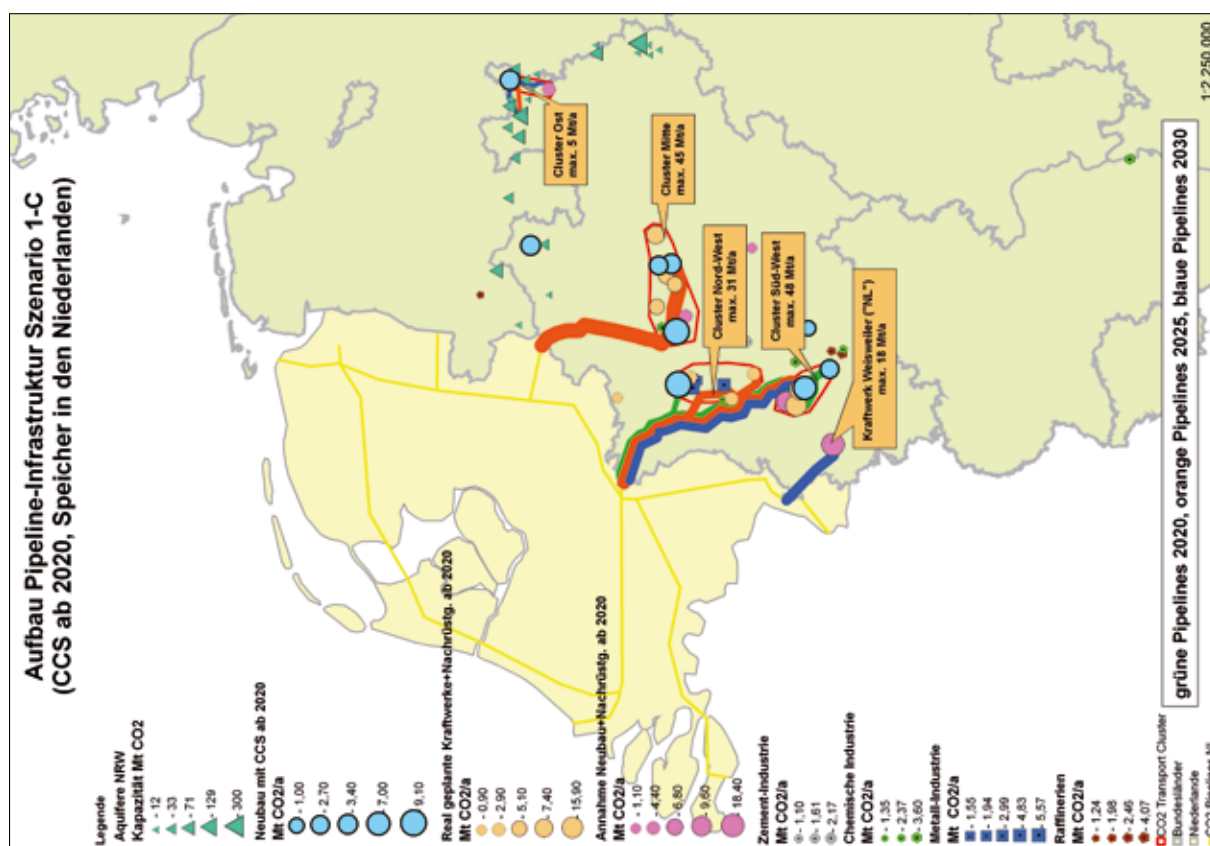 Aufbau Pipeline-Infrastruktur Szenario 1-C
(CCS ab 2020, Speicher in den Niederlanden)
Legende
Aquifere NRW
Kapazität Mt CO2
- 12
- 33
- 71
- 129
- 300
Neubau mit CCS ab 2020
Mt CO2/a
- 1,00
- 2,70
- 3,40
- 7,00
- 9,10
Real geplante Kraftwerke+Nachrüstg. ab 2020
Mt CO2/a
- 0,90
- 2,90
- 5,10
- 7,40
- 15,90
Annahme Neubau+Nachrüstg. ab 2020
Mt CO2/a
- 1,10
- 4,40
- 6,80
- 9,60
- 18,40
Zement-Industrie
Mt CO2/a
- 1,10
- 1,61
- 2,17
Chemische Industrie
Mt CO2/a
- 1,35
- 2,37
- 3,60
Metall-Industrie
Mt CO2/a
- 1,55
- 1,94
- 2,99
- 4,83
- 5,57
Raffinerien
Mt CO2/a
- 1,24
- 1,98
- 2,46
- 4,07
CO2 Transport Cluster
Bundesländer
Niederlande
Cluster Ost
max. 5 Mt/a
Cluster Mitte
max. 45 Mt/a
Cluster Nord-West
max. 31 Mt/a
Cluster Süd-West
max. 48 Mt/a
Kraftwerk Weisweiler ("NL")
max. 18 Mt/a
grüne Pipelines 2020, orange Pipelines 2025, blaue Pipelines 2030
1:2.250.000